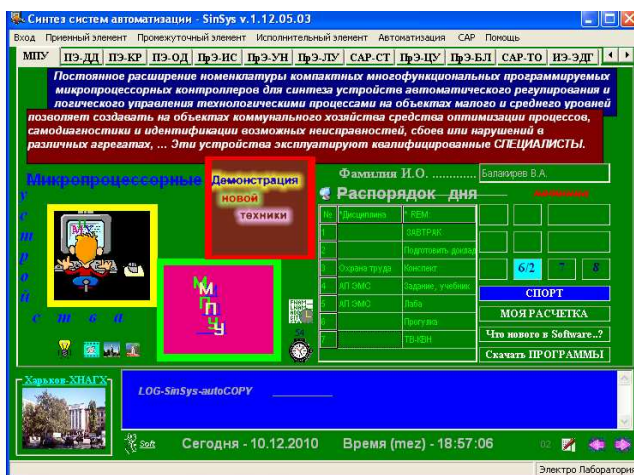 Синтез систем автоматизации - SinSys v.1.12.05.03
Вход Приемный элемент Промежуточный элемент Исполнительный элемент Автоматизация САР Помощь
МПУ ПЭ-ДД ПЭ-КР ПЭ-ОД ПрЭ-ИС ПрЭ-УН ПрЭ-ЛУ САР-СТ ПрЭ-ЦУ ПрЭ-БЛ САР-ТО ИЭ-ЭДГ
Постоянное расширение номенклатуры компактных многофункциональных программируемых
микропроцессорных контроллеров для синтеза устройств автоматического регулирования и
логического управления технологическими процессами на объектах малого и среднего уровней
позволяет создавать на объектах коммунального хозяйства средства оптимизации процессов,
самодиагностики и идентификации возможных неисправностей, сбоев или нарушений в
различных агрегатах, ... Эти устройства эксплуатируют квалифицированные СПЕЦИАЛИСТЫ.
Микропроцессорные
устройства
Демонстрация
новой
техники
МПУ
Фамилия И.О. ............. Балакирев В.А.
Распорядок дня
№ *Дисциплина * REM
1 ЗАВТРАК
2 Подготовить доклад
3 Охрана труда Конспект
4 АП ЭМС Задание, учебник
5 АП ЭМС Лаба
6 Прогулка
7 ТВ-КВН
6/2 7 8
СПОРТ
МОЯ РАСЧЕТКА
Что нового в Software..?
Скачать ПРОГРАММЫ
54
Харьков-ХНАГХ
LOG-SinSys-autoCOPY
Soft Сегодня - 10.12.2010 Время (mez) - 18:57:06 02
Электро Лаборатория